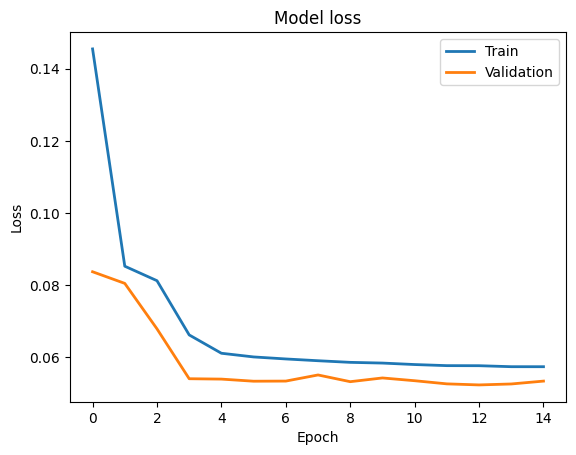 Model loss
Train
Validation
0.14
0.12
0.10
0.08
0.06
Loss
0 2 4 6 8 10 12 14
Epoch